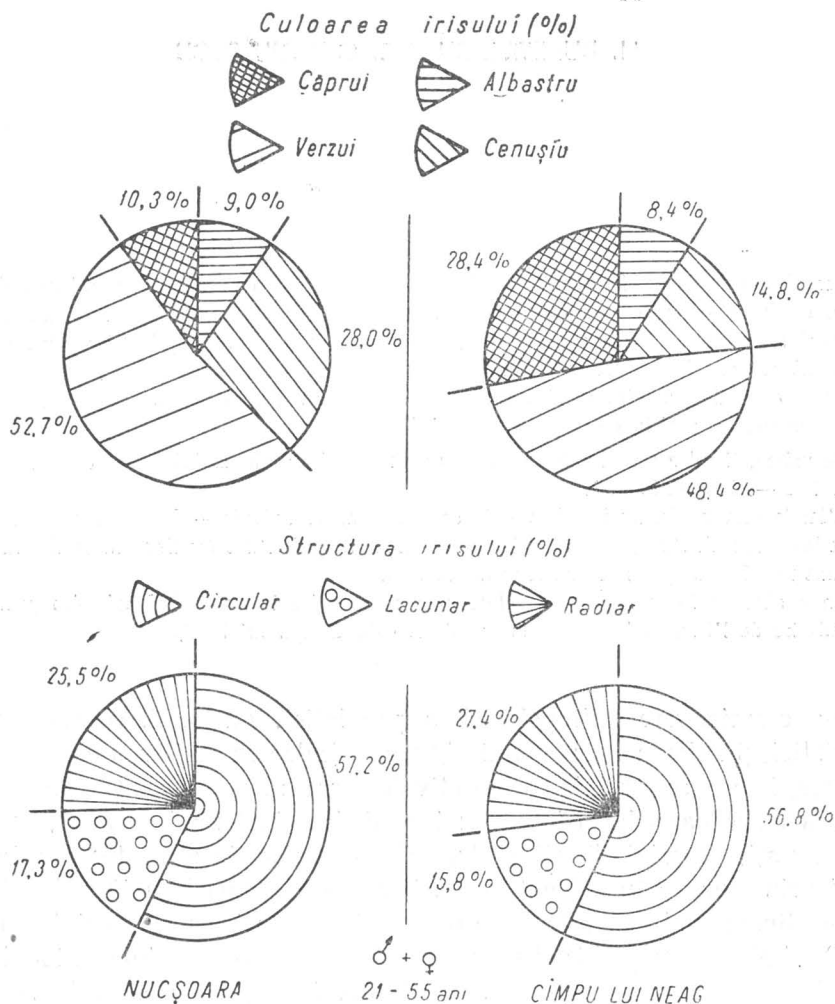 Culoarea irisului (%)
Căprui Albastru
Verzui Cenușiu
10,3% 9,0% 8,4%
28,4% 14.8.%
28,0%
52,7%
48.4%
Structura irisului (%)
Circular Lacunar Radiar
25,5% 27.4%
57.2% 56.8%
17,3% 15,8%
♂ + ♀
NUCȘOARA 21 - 55 ani CÎMPU LUI NEAG